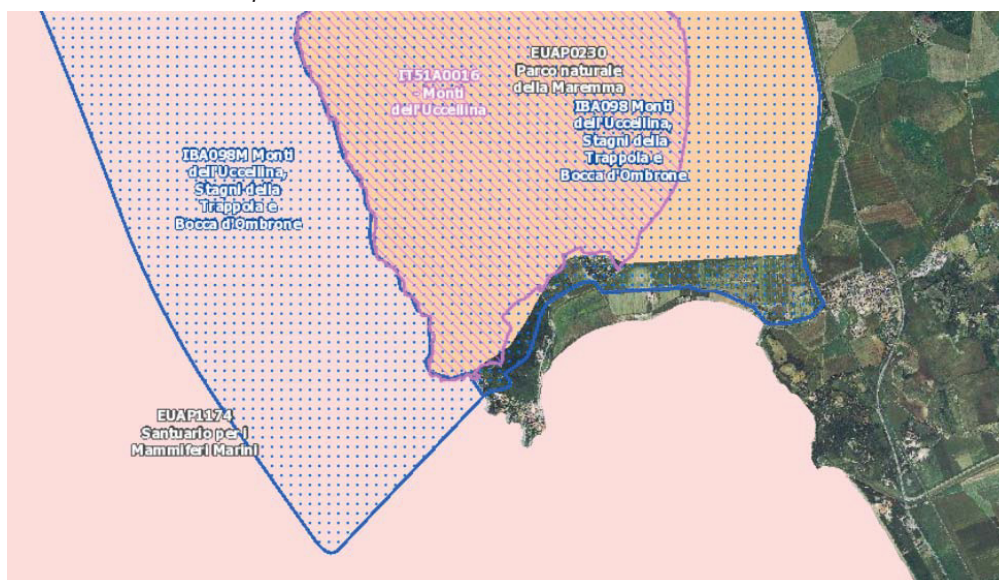 EUAP0230
Parco naturale
della Maremma
IT51A0016
- Monti
dell'Uccellina
IBA098 Monti
dell'Uccellina,
Stagni della
Trappola e
Bocca d'Ombrone
IBA098M Monti
dell'Uccellina,
Stagni della
Trappola e
Bocca d'Ombrone
EUAP1174
Santuario per i
Mammiferi Marini